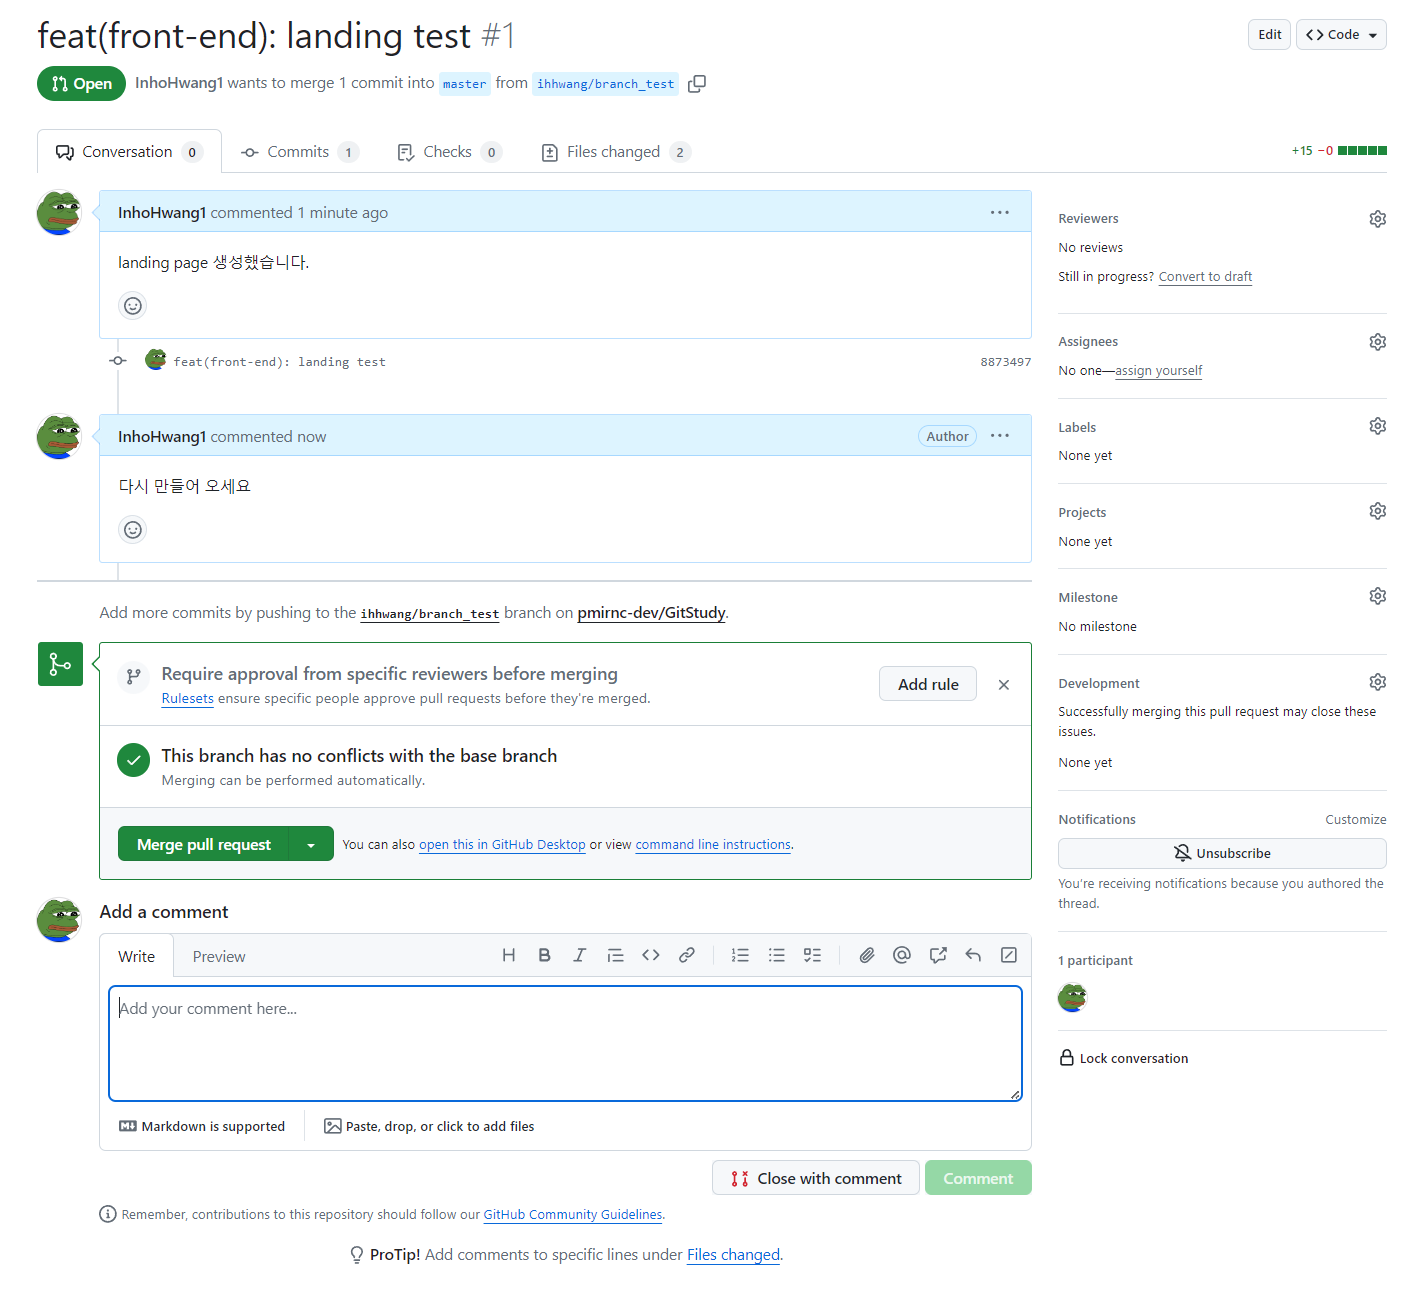 feat(front-end): landing test #1
Edit
Code
Open
InhoHwang1 wants to merge 1 commit into master from ihhwang/branch_test
Conversation 0
Commits 1
Checks 0
Files changed 2
+15 −0
InhoHwang1 commented 1 minute ago
landing page 생성했습니다.
feat(front-end): landing test
8873497
InhoHwang1 commented now
Author
다시 만들어 오세요
Add more commits by pushing to the ihhwang/branch_test branch on pmirnc-dev/GitStudy.
Require approval from specific reviewers before merging
Rulesets ensure specific people approve pull requests before they're merged.
Add rule
This branch has no conflicts with the base branch
Merging can be performed automatically.
Merge pull request
You can also open this in GitHub Desktop or view command line instructions.
Add a comment
Write
Preview
Add your comment here...
Markdown is supported
Paste, drop, or click to add files
Close with comment
Comment
Remember, contributions to this repository should follow our GitHub Community Guidelines.
ProTip! Add comments to specific lines under Files changed.
Reviewers
No reviews
Still in progress? Convert to draft
Assignees
No one—assign yourself
Labels
None yet
Projects
None yet
Milestone
No milestone
Development
Successfully merging this pull request may close these
issues.
None yet
Notifications
Customize
Unsubscribe
You're receiving notifications because you authored the
thread.
1 participant
Lock conversation